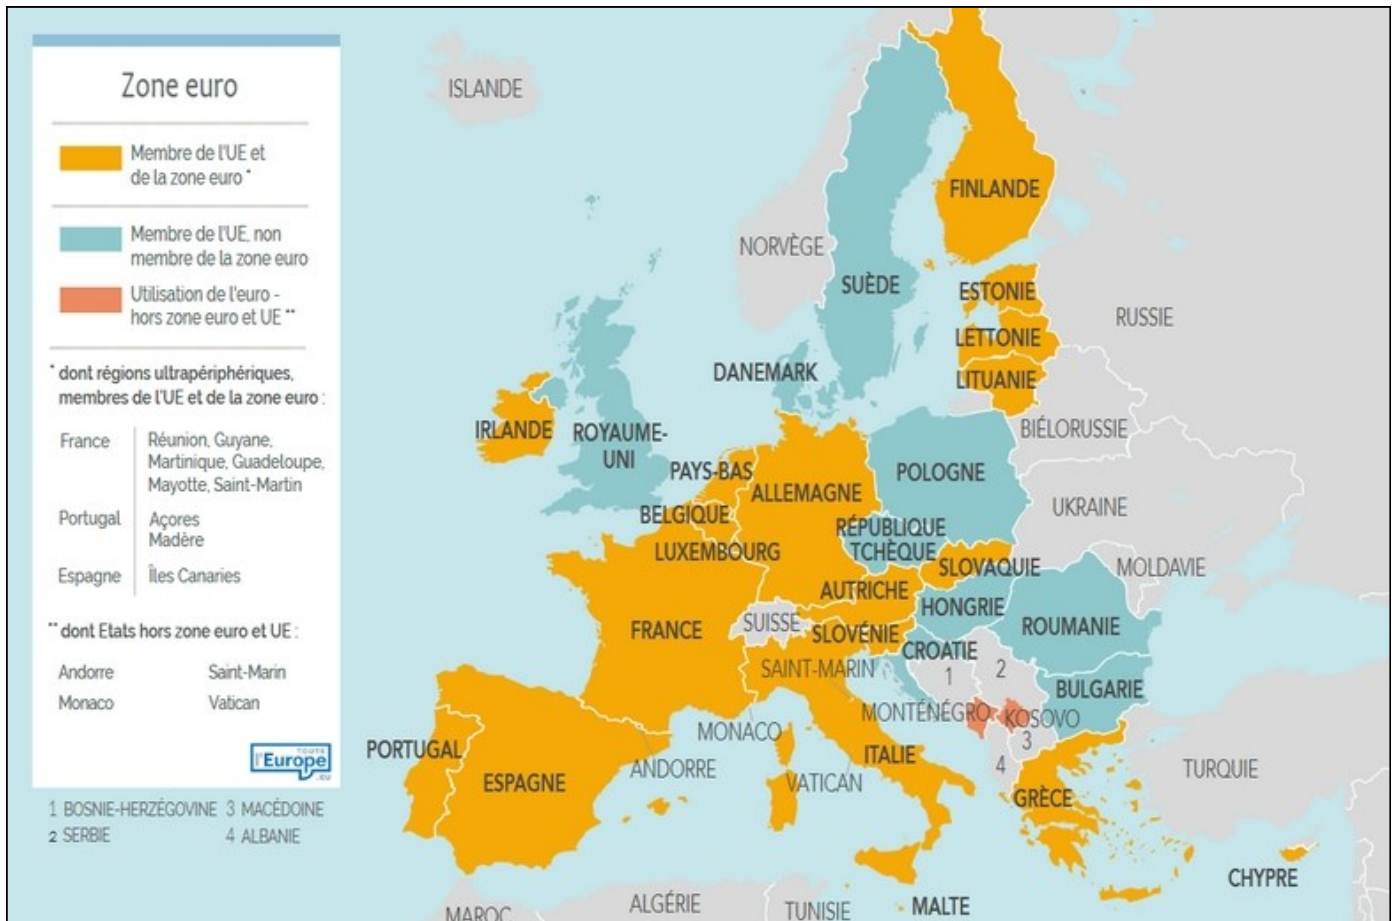 Zone euro
Membre de l'UE et
de la zone euro *
Membre de l'UE, non
membre de la zone euro
Utilisation de l'euro -
hors zone euro et UE **
* dont régions ultrapériphériques,
membres de l'UE et de la zone euro :
France
Réunion, Guyane,
Martinique, Guadeloupe,
Mayotte, Saint-Martin
Portugal
Açores
Madère
Espagne
Îles Canaries
** dont Etats hors zone euro et UE :
Andorre Saint-Marin
Monaco Vatican
TOUTE
l'Europe
.EU
1 BOSNIE-HERZÉGOVINE 3 MACÉDOINE
2 SERBIE 4 ALBANIE
ISLANDE
FINLANDE
NORVÈGE
SUÈDE
ESTONIE
RUSSIE
LETTONIE
DANEMARK
LITUANIE
BIÉLORUSSIE
IRLANDE
ROYAUME-
UNI
PAYS-BAS
POLOGNE
ALLEMAGNE
UKRAINE
BELGIQUE
RÉPUBLIQUE
TCHÈQUE
LUXEMBOURG
SLOVAQUIE
MOLDAVIE
AUTRICHE
HONGRIE
SUISSE
FRANCE
SLOVÉNIE
ROUMANIE
CROATIE
SAINT-MARIN
1
2
BULGARIE
MONTÉNÉGRO
KOSOVO
MONACO
3
PORTUGAL
ITALIE
4
ANDORRE
TURQUIE
ESPAGNE
VATICAN
GRÈCE
CHYPRE
MALTE
ALGÉRIE
TUNISIE
MAROC